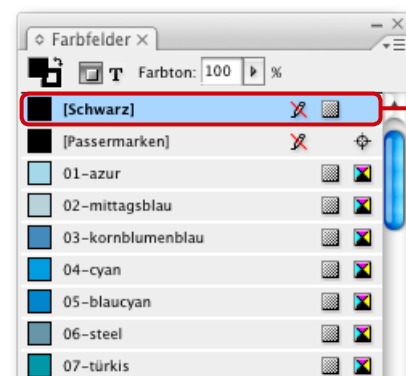 Farbfelder
T Farbton: 100 %
[Schwarz]
[Passermarken]
01-azur
02-mittagsblau
03-kornblumenblau
04-cyan
05-blaucyan
06-steel
07-türkis